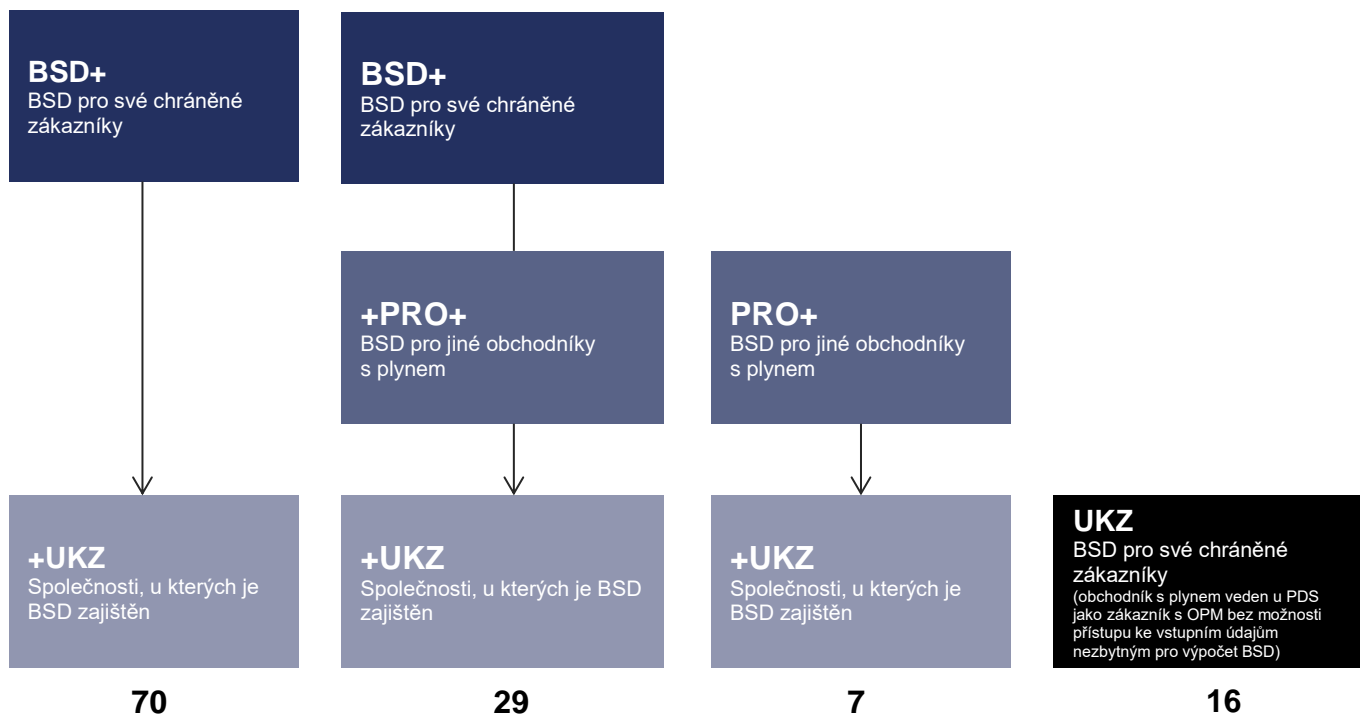 BSD+
BSD pro své chráněné
zákazníky
BSD+
BSD pro své chráněné
zákazníky
+PRO+
BSD pro jiné obchodníky
s plynem
PRO+
BSD pro jiné obchodníky
s plynem
+UKZ
Společnosti, u kterých je
BSD zajištěn
+UKZ
Společnosti, u kterých je BSD
zajištěn
+UKZ
Společnosti, u kterých je
BSD zajištěn
UKZ
BSD pro své chráněné
zákazníky
(obchodník s plynem veden u PDS
jako zákazník s OPM bez možnosti
přístupu ke vstupním údajům
nezbytným pro výpočet BSD)
70
29
7
16